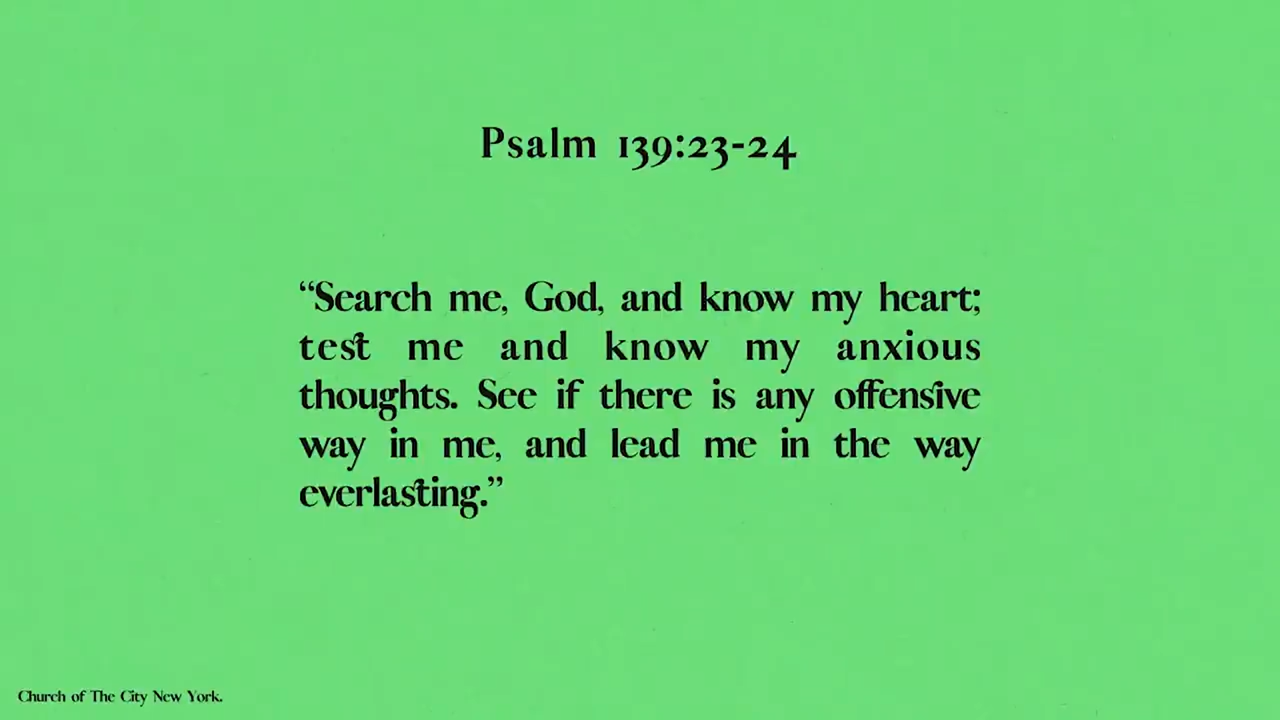 Psalm 139:23-24
“Search me, God, and know my heart;
test me and know my anxious
thoughts. See if there is any offensive
way in me, and lead me in the way
everlasting.”
Church of The City New York.